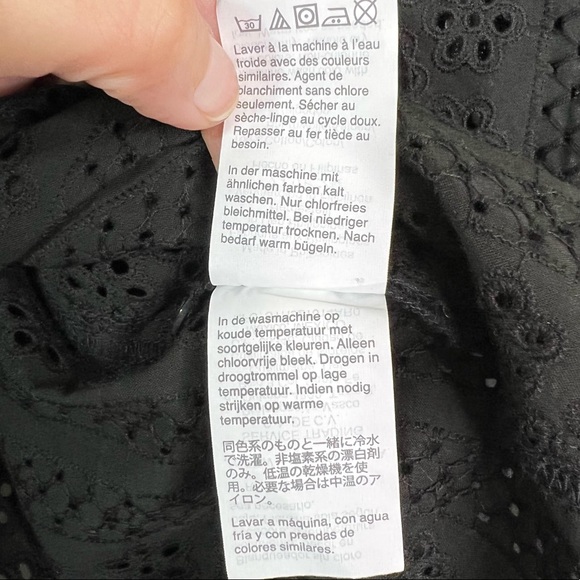 30
Laver à la machine à l'eau
froide avec des couleurs
similaires. Agent de
blanchiment sans chlore
seulement. Sécher au
sèche-linge au cycle doux.
Repasser au fer tiède au
besoin.
In der maschine mit
ähnlichen farben kalt
waschen. Nur chlorfreies
bleichmittel. Bei niedriger
temperatur trocknen. Nach
bedarf warm bügeln.
In de wasmachine op
koude temperatuur met
soortgelijke kleuren. Alleen
chloorvrije bleek. Drogen in
droogtrommel op lage
temperatuur. Indien nodig
strijken op warme
temperatuur.
同色系のものと一緒に冷水
で洗濯。非塩素系の漂白剤
のみ。低温の乾燥機を使
用。必要な場合は中温のア
イロン。
Lavar a máquina, con agua
fría y con prendas de
colores similares.